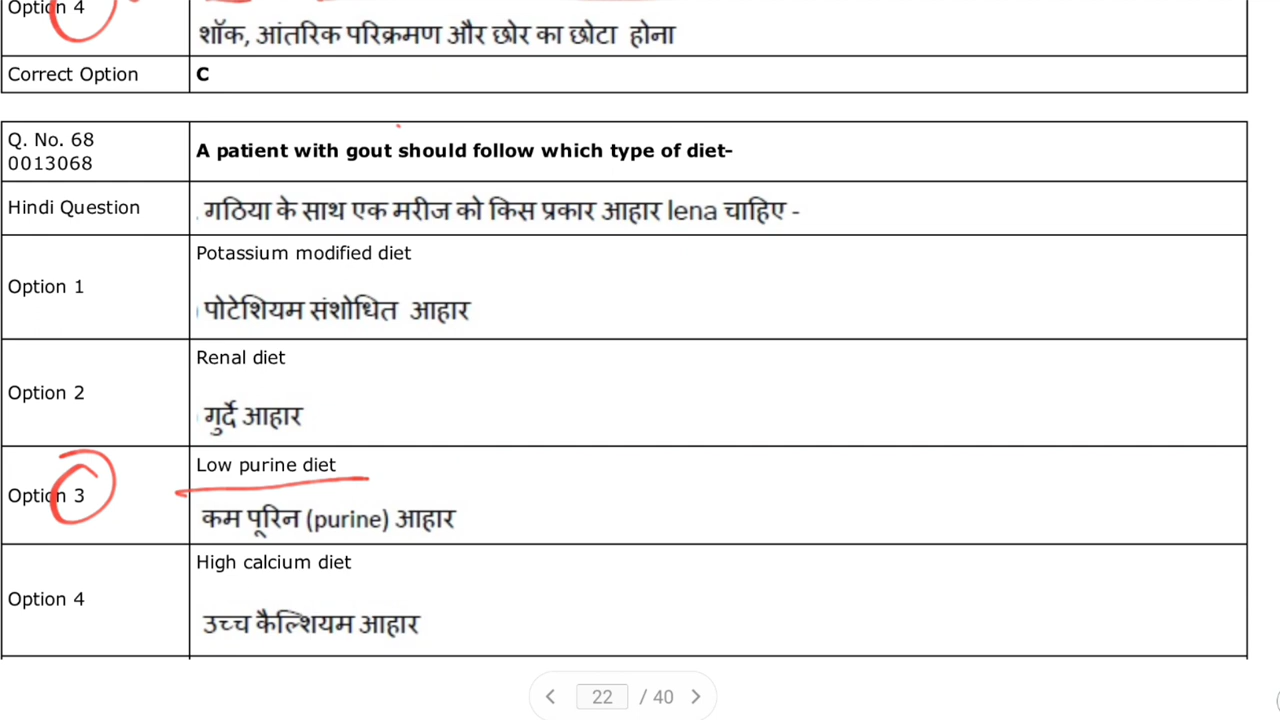 Option 4
शॉक, आंतरिक परिक्रमण और छोर का छोटा होना
Correct Option
C
Q. No. 68
0013068
A patient with gout should follow which type of diet-
Hindi Question
. गठिया के साथ एक मरीज को किस प्रकार आहार lena चाहिए -
Option 1
Potassium modified diet
पोटेशियम संशोधित आहार
Option 2
Renal diet
गुर्दे आहार
Option 3
Low purine diet
कम पूरिन (purine) आहार
Option 4
High calcium diet
उच्च कैल्शियम आहार
22 / 40